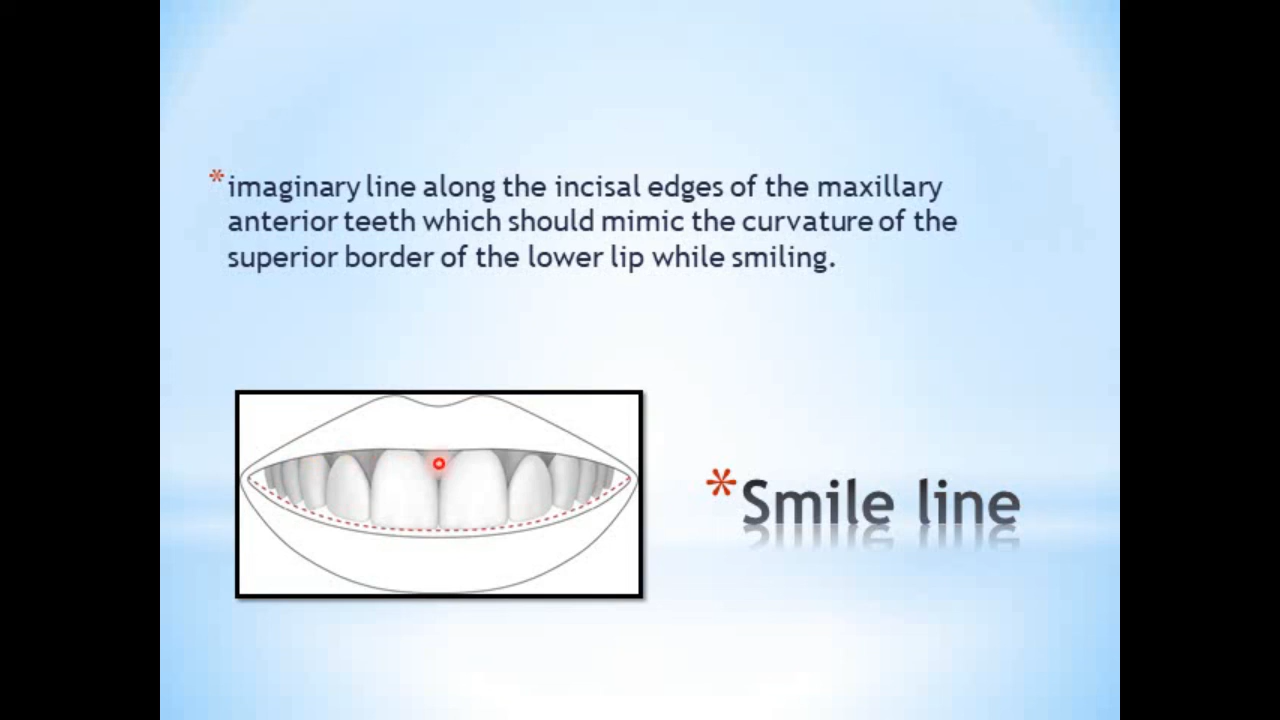 * imaginary line along the incisal edges of the maxillary
anterior teeth which should mimic the curvature of the
superior border of the lower lip while smiling.
* Smile line